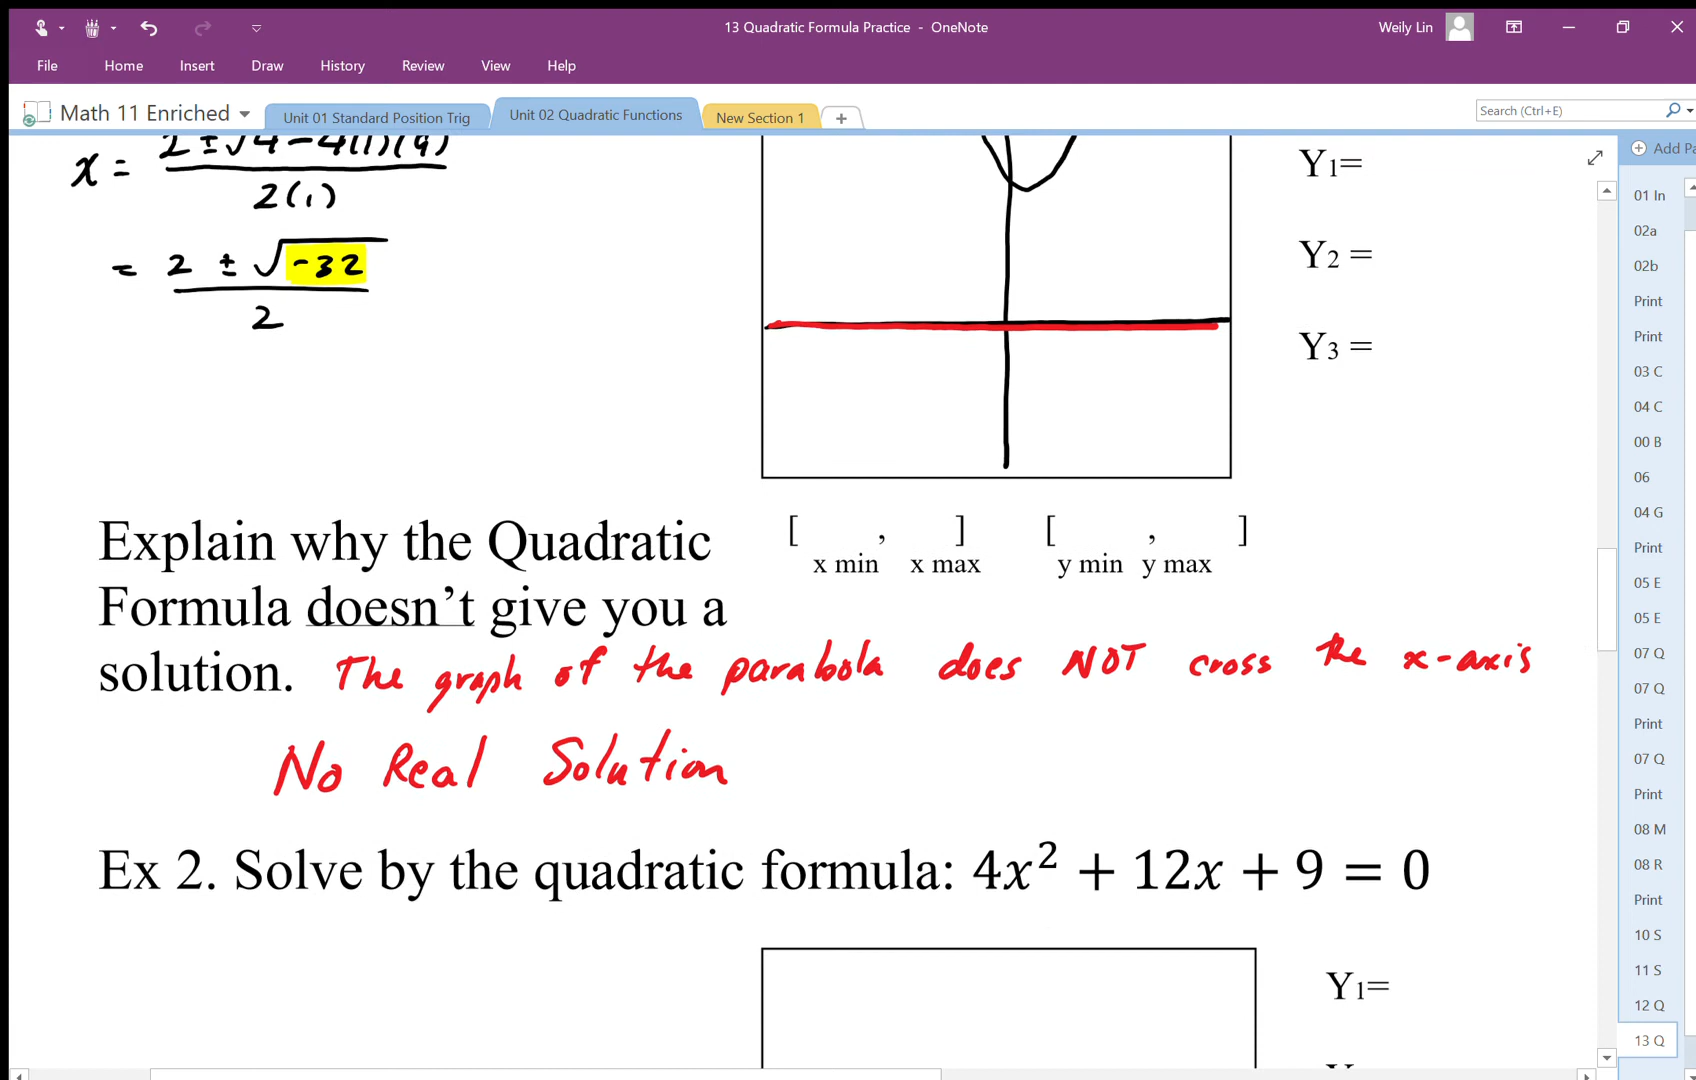 13 Quadratic Formula Practice - OneNote
Weily Lin
File Home Insert Draw History Review View Help
Math 11 Enriched
Unit 01 Standard Position Trig
Unit 02 Quadratic Functions
New Section 1
Search (Ctrl+E)
Add Pa
x = 2 ± √4 - 4(1)(9)
2(1)
= 2 ± √-32
2
Y1=
Y2 =
Y3 =
[ , ] [ , ]
x min x max y min y max
Explain why the Quadratic
Formula doesn't give you a
solution. The graph of the parabola does NOT cross the x-axis
No Real Solution
Ex 2. Solve by the quadratic formula: 4x² + 12x + 9 = 0
Y1=
01 In
02a
02b
Print
Print
03 C
04 C
00 B
06
04 G
Print
05 E
05 E
07 Q
07 Q
Print
07 Q
Print
08 M
08 R
Print
10 S
11 S
12 Q
13 Q